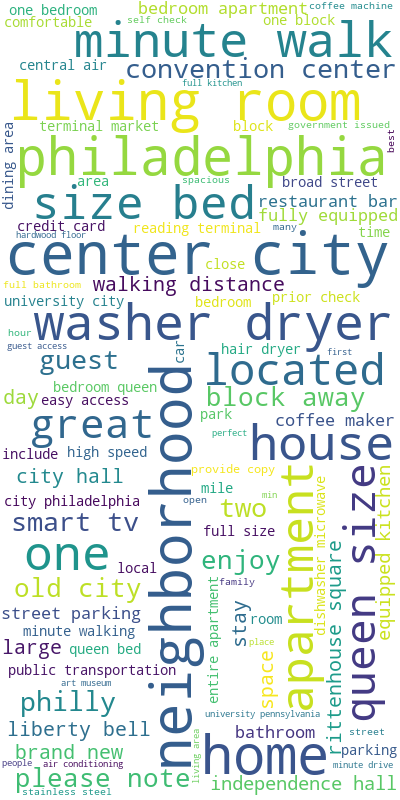 one bedroom
bedroom apartment
coffee machine
comfortable
self check
one block
minute walk
central air
convention center
full kitchen
living room
dining area
terminal market
block
government issued
best
philadelphia
area
spacious
broad street
size bed
restaurant bar
fully equipped
credit card
reading terminal
many
time
hardwood floor
center city
close
full bathroom
walking distance
university city
bedroom
prior check
washer dryer
hour
guest access
car
hair dryer
first
guest
located
bedroom queen
day
easy access
park
block away
great
neighborhood
coffee maker
perfect
house
include
high speed
city hall
provide copy
mile
min
city philadelphia
open
two
apartment
dishwasher microwave
queen size
equipped kitchen
smart tv
full size
one
local
enjoy
family
old city
entire apartment
stay
room
space
place
rittenhouse square
street parking
minute walking
large
queen bed
public transportation
art museum
philly
university pennsylvania
liberty bell
bathroom
street
brand new
living area
home
parking
people
air conditioning
minute drive
please note
independence hall
stainless steel